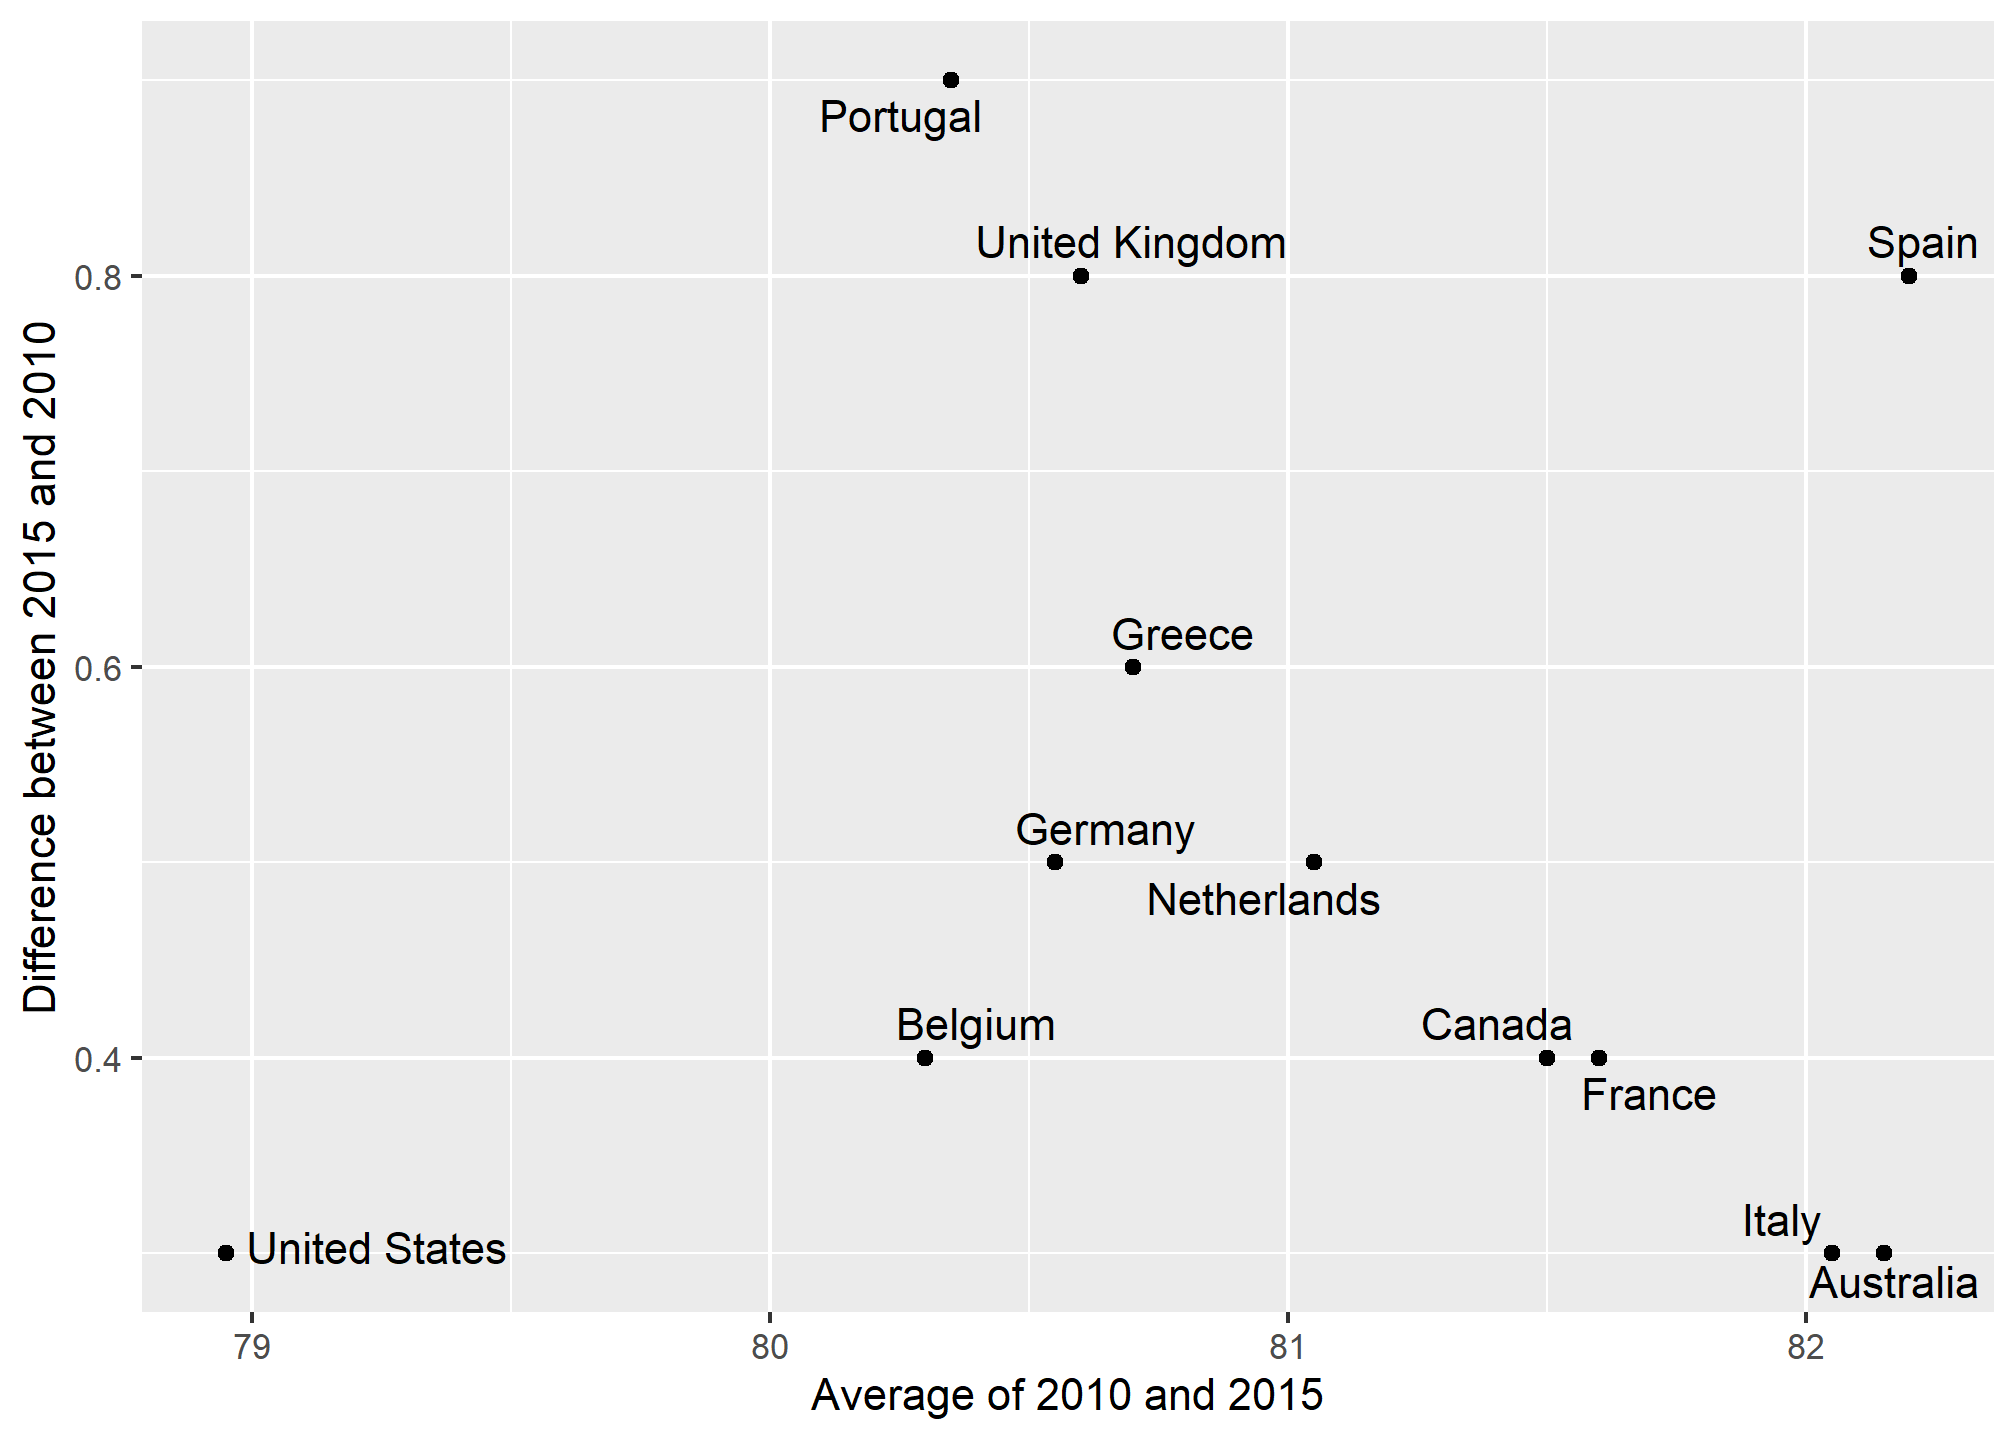 Portugal
United Kingdom
Spain
0.8
Greece
0.6
Germany
Netherlands
Belgium
Canada
0.4
France
Italy
United States
Australia
79
80
81
82
Average of 2010 and 2015
Difference between 2015 and 2010